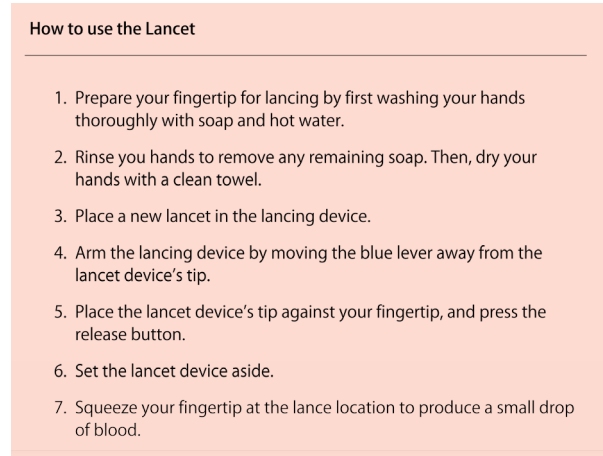 How to use the Lancet
1. Prepare your fingertip for lancing by first washing your hands
thoroughly with soap and hot water.
2. Rinse you hands to remove any remaining soap. Then, dry your
hands with a clean towel.
3. Place a new lancet in the lancing device.
4. Arm the lancing device by moving the blue lever away from the
lancet device’s tip.
5. Place the lancet device’s tip against your fingertip, and press the
release button.
6. Set the lancet device aside.
7. Squeeze your fingertip at the lance location to produce a small drop
of blood.